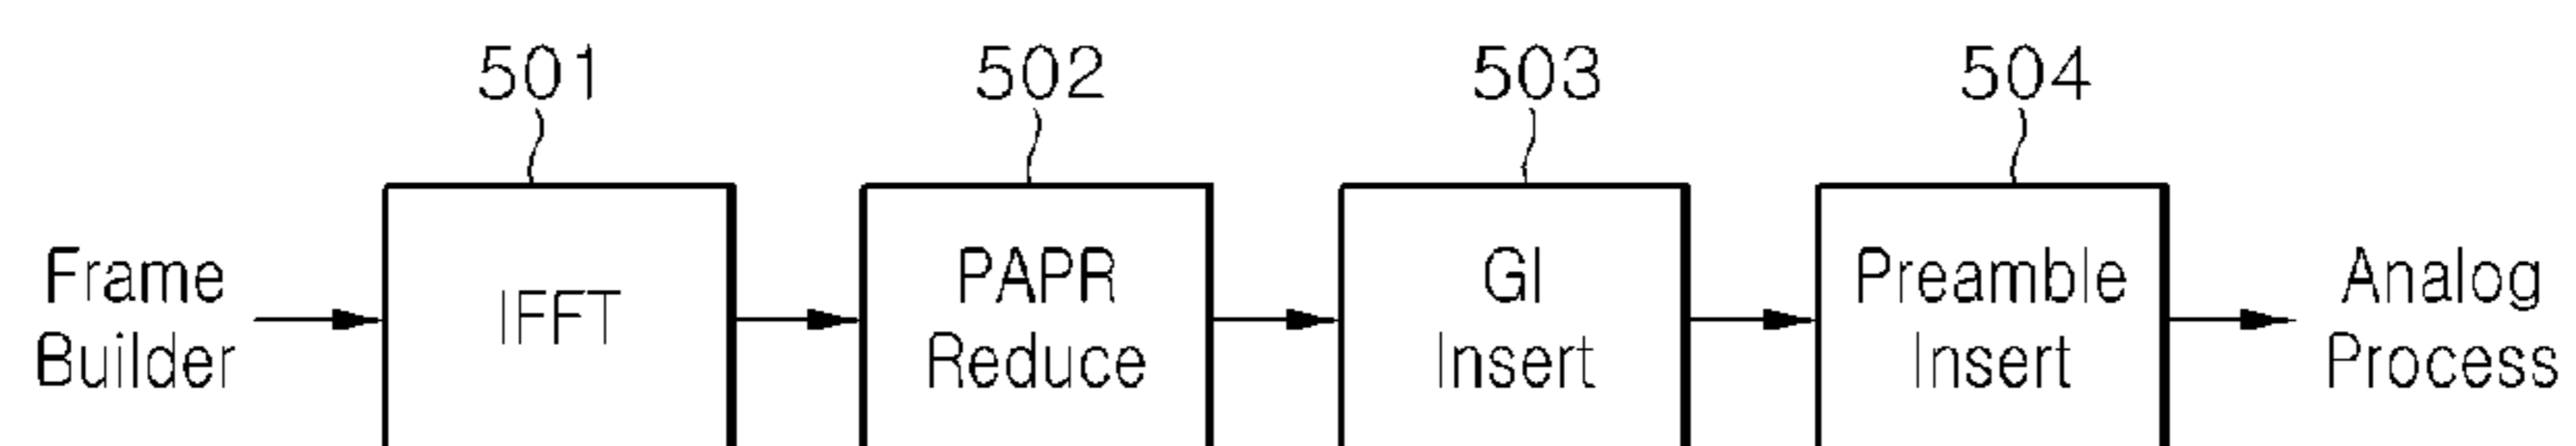 501
502
503
504
Frame
Builder
IFFT
PAPR
Reduce
GI
Insert
Preamble
Insert
Analog
Process